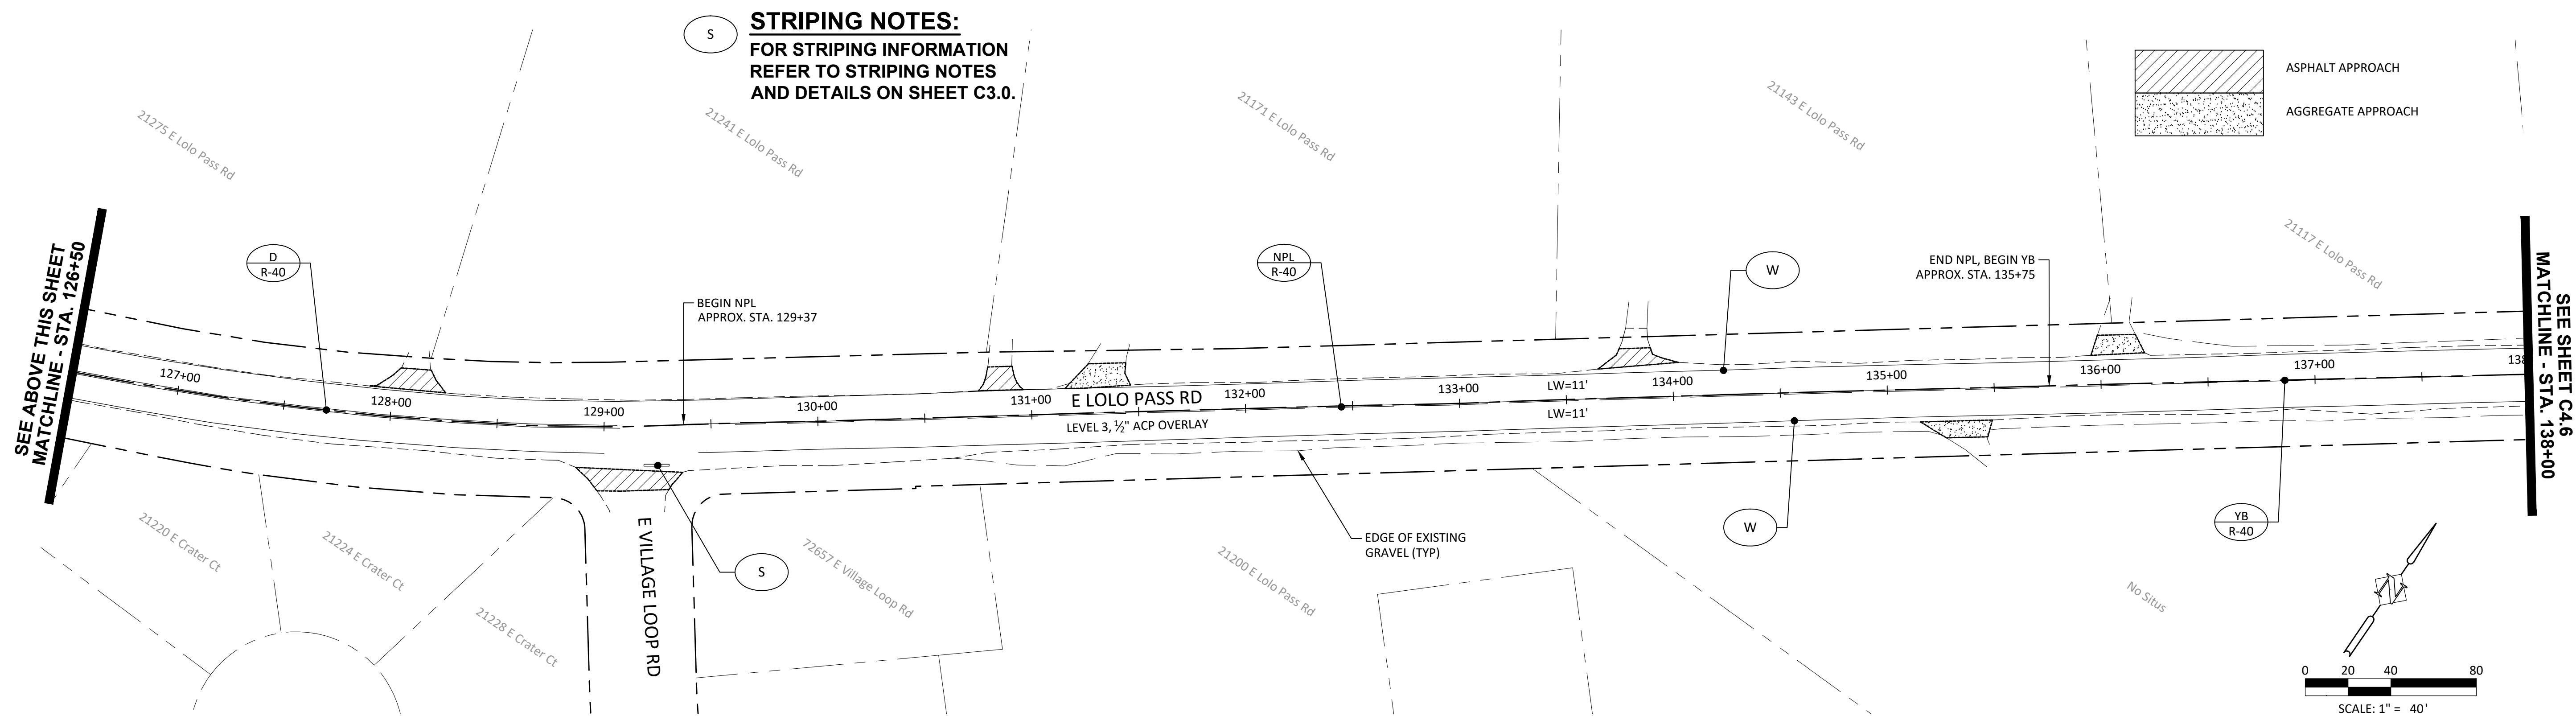 S
STRIPING NOTES:
FOR STRIPING INFORMATION
REFER TO STRIPING NOTES
AND DETAILS ON SHEET C3.0.
ASPHALT APPROACH
AGGREGATE APPROACH
21275 E Lolo Pass Rd
21241 E Lolo Pass Rd
21171 E Lolo Pass Rd
21143 E Lolo Pass Rd
21117 E Lolo Pass Rd
SEE ABOVE THIS SHEET
MATCHLINE - STA. 126+50
D
R-40
BEGIN NPL
APPROX. STA. 129+37
NPL
R-40
W
END NPL, BEGIN YB
APPROX. STA. 135+75
SEE SHEET C4.6
MATCHLINE - STA. 138+00
127+00
128+00
129+00
130+00
131+00
132+00
133+00
134+00
135+00
136+00
137+00
138
E LOLO PASS RD
LW=11'
LW=11'
LEVEL 3, ½" ACP OVERLAY
E VILLAGE LOOP RD
S
EDGE OF EXISTING
GRAVEL (TYP)
W
YB
R-40
21220 E Crater Ct
21224 E Crater Ct
21228 E Crater Ct
72657 E Village Loop Rd
21200 E Lolo Pass Rd
No Situs
N
0 20 40 80
SCALE: 1" = 40'